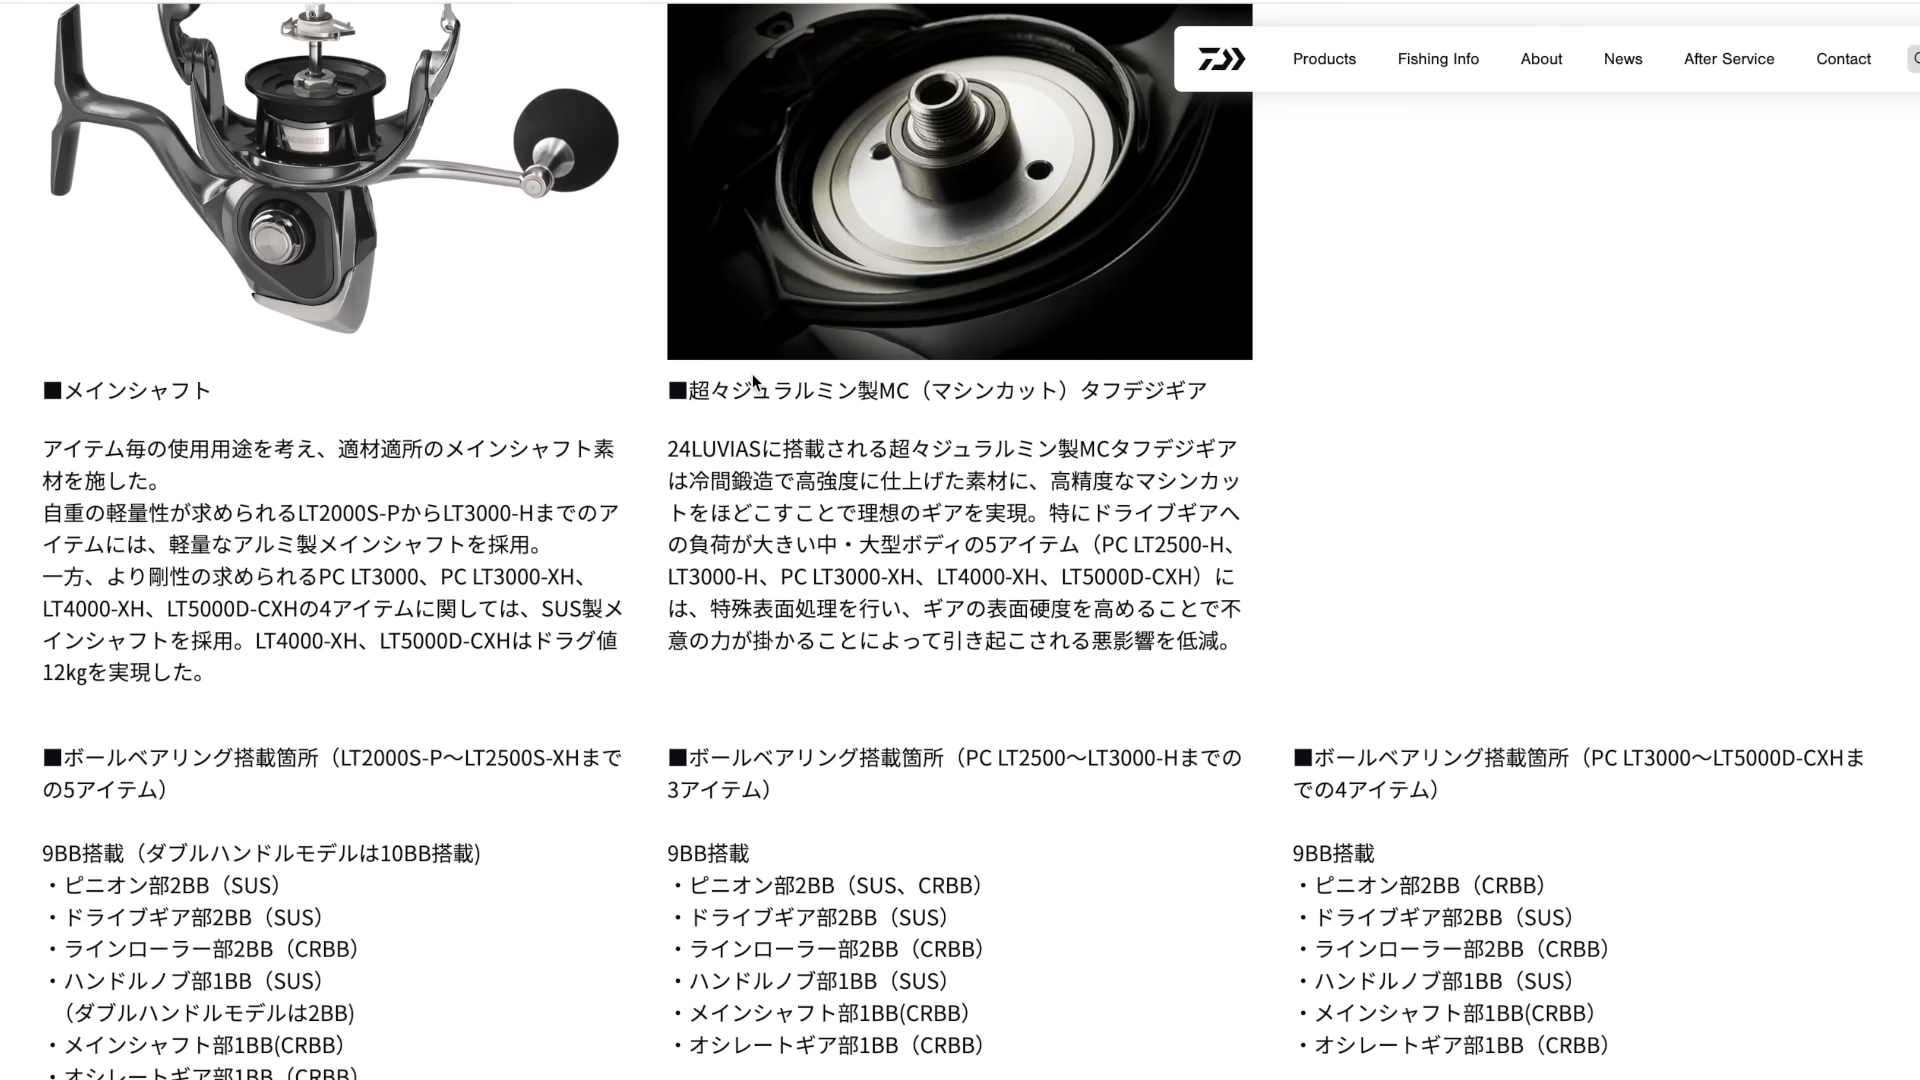 Products
Fishing Info
About
News
After Service
Contact
■メインシャフト
アイテム毎の使用用途を考え、適材適所のメインシャフト素
材を施した。
自重の軽量性が求められるLT2000S-PからLT3000-Hまでのア
イテムには、軽量なアルミ製メインシャフトを採用。
一方、より剛性の求められるPC LT3000、PC LT3000-XH、
LT4000-XH、LT5000D-CXHの4アイテムに関しては、SUS製メ
インシャフトを採用。LT4000-XH、LT5000D-CXHはドラグ値
12kgを実現した。
■超々ジュラルミン製MC（マシンカット）タフデジギア
24LUVIASに搭載される超々ジュラルミン製MCタフデジギア
は冷間鍛造で高強度に仕上げた素材に、高精度なマシンカッ
トをほどこすことで理想のギアを実現。特にドライブギアへ
の負荷が大きい中・大型ボディの5アイテム（PC LT2500-H、
LT3000-H、PC LT3000-XH、LT4000-XH、LT5000D-CXH）に
は、特殊表面処理を行い、ギアの表面硬度を高めることで不
意の力が掛かることによって引き起こされる悪影響を低減。
■ボールベアリング搭載箇所（LT2000S-P〜LT2500S-XHまで
の5アイテム）
9BB搭載（ダブルハンドルモデルは10BB搭載)
・ピニオン部2BB（SUS）
・ドライブギア部2BB（SUS）
・ラインローラー部2BB（CRBB）
・ハンドルノブ部1BB（SUS）
（ダブルハンドルモデルは2BB)
・メインシャフト部1BB(CRBB）
・オシレートギア部1BB（CRBB）
■ボールベアリング搭載箇所（PC LT2500〜LT3000-Hまでの
3アイテム）
9BB搭載
・ピニオン部2BB（SUS、CRBB）
・ドライブギア部2BB（SUS）
・ラインローラー部2BB（CRBB）
・ハンドルノブ部1BB（SUS）
・メインシャフト部1BB(CRBB）
・オシレートギア部1BB（CRBB）
■ボールベアリング搭載箇所（PC LT3000〜LT5000D-CXHま
での4アイテム）
9BB搭載
・ピニオン部2BB（CRBB）
・ドライブギア部2BB（SUS）
・ラインローラー部2BB（CRBB）
・ハンドルノブ部1BB（SUS）
・メインシャフト部1BB(CRBB）
・オシレートギア部1BB（CRBB）